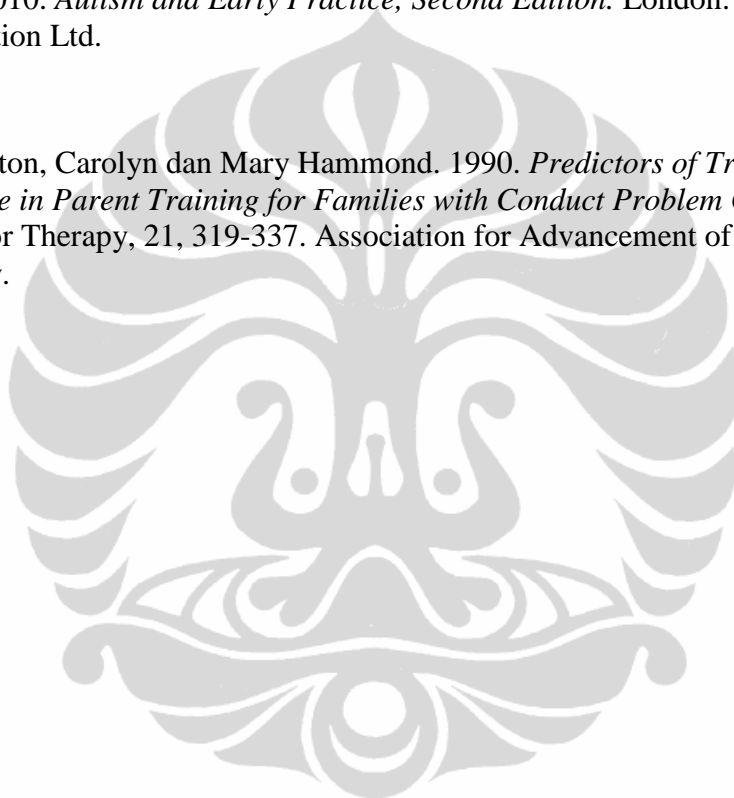 010. Autism and Early Practice, Second Edition. London:
tion Ltd.
ton, Carolyn dan Mary Hammond. 1990. Predictors of Tr
e in Parent Training for Families with Conduct Problem
or Therapy, 21, 319-337. Association for Advancement of